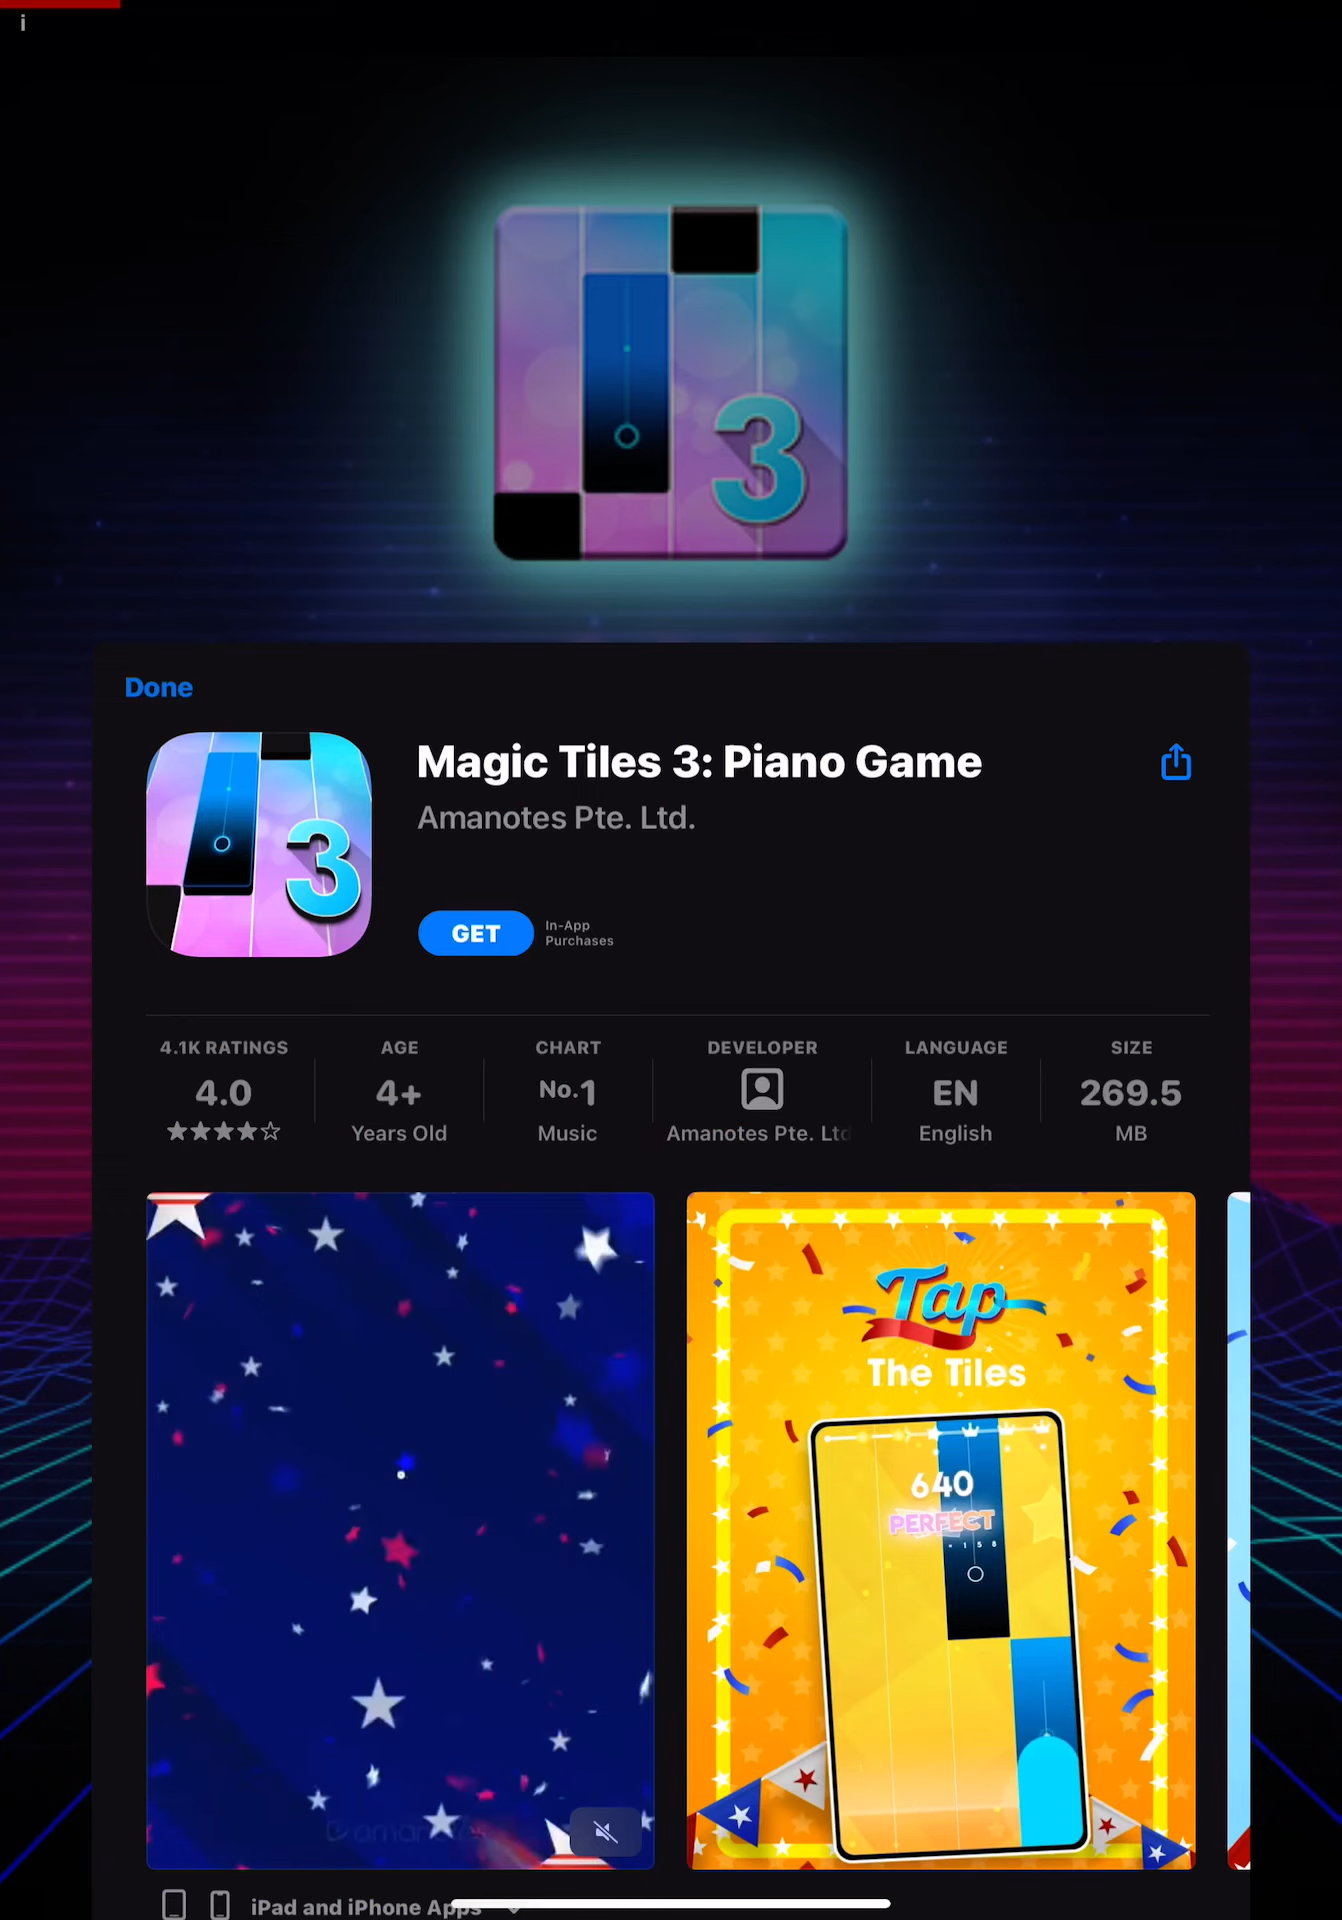 i
3
Done
Magic Tiles 3: Piano Game
Amanotes Pte. Ltd.
3
GET
In-App
Purchases
4.1K RATINGS
4.0
★★★★☆
AGE
4+
Years Old
CHART
No.1
Music
DEVELOPER
Amanotes Pte. Ltd
LANGUAGE
EN
English
SIZE
269.5
MB
Tap
The Tiles
640
PERFECT
iPad and iPhone Apps